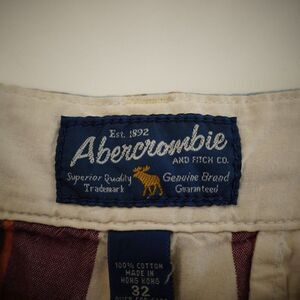 Est. 1892
Abercrombie
AND FITCH CO.
Superior Quality Genuine Brand
Trademark Guaranteed
100% COTTON
MADE IN
HONG KONG
32